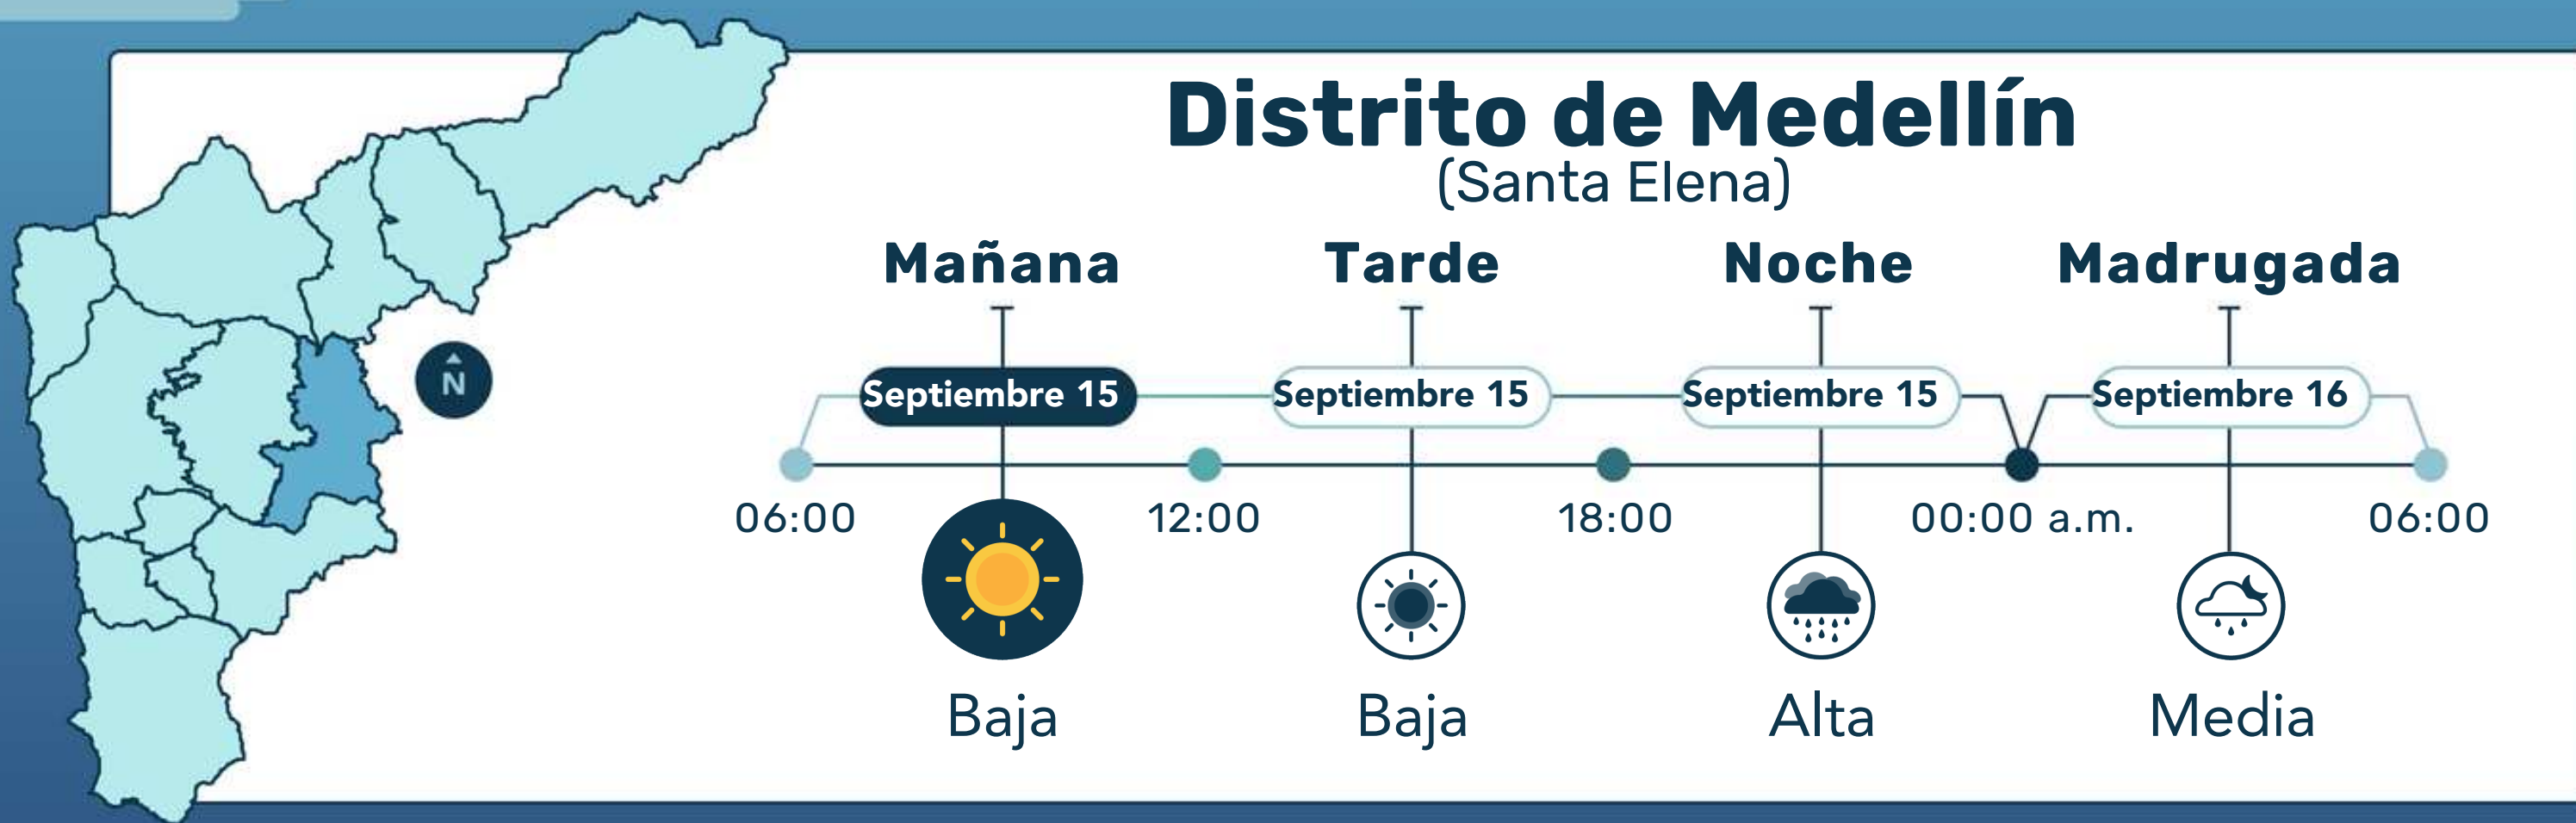 Distrito de Medellín
(Santa Elena)
Mañana Tarde Noche Madrugada
N
Septiembre 15 Septiembre 15 Septiembre 15 Septiembre 16
06:00 12:00 18:00 00:00 a.m. 06:00
Baja Baja Alta Media